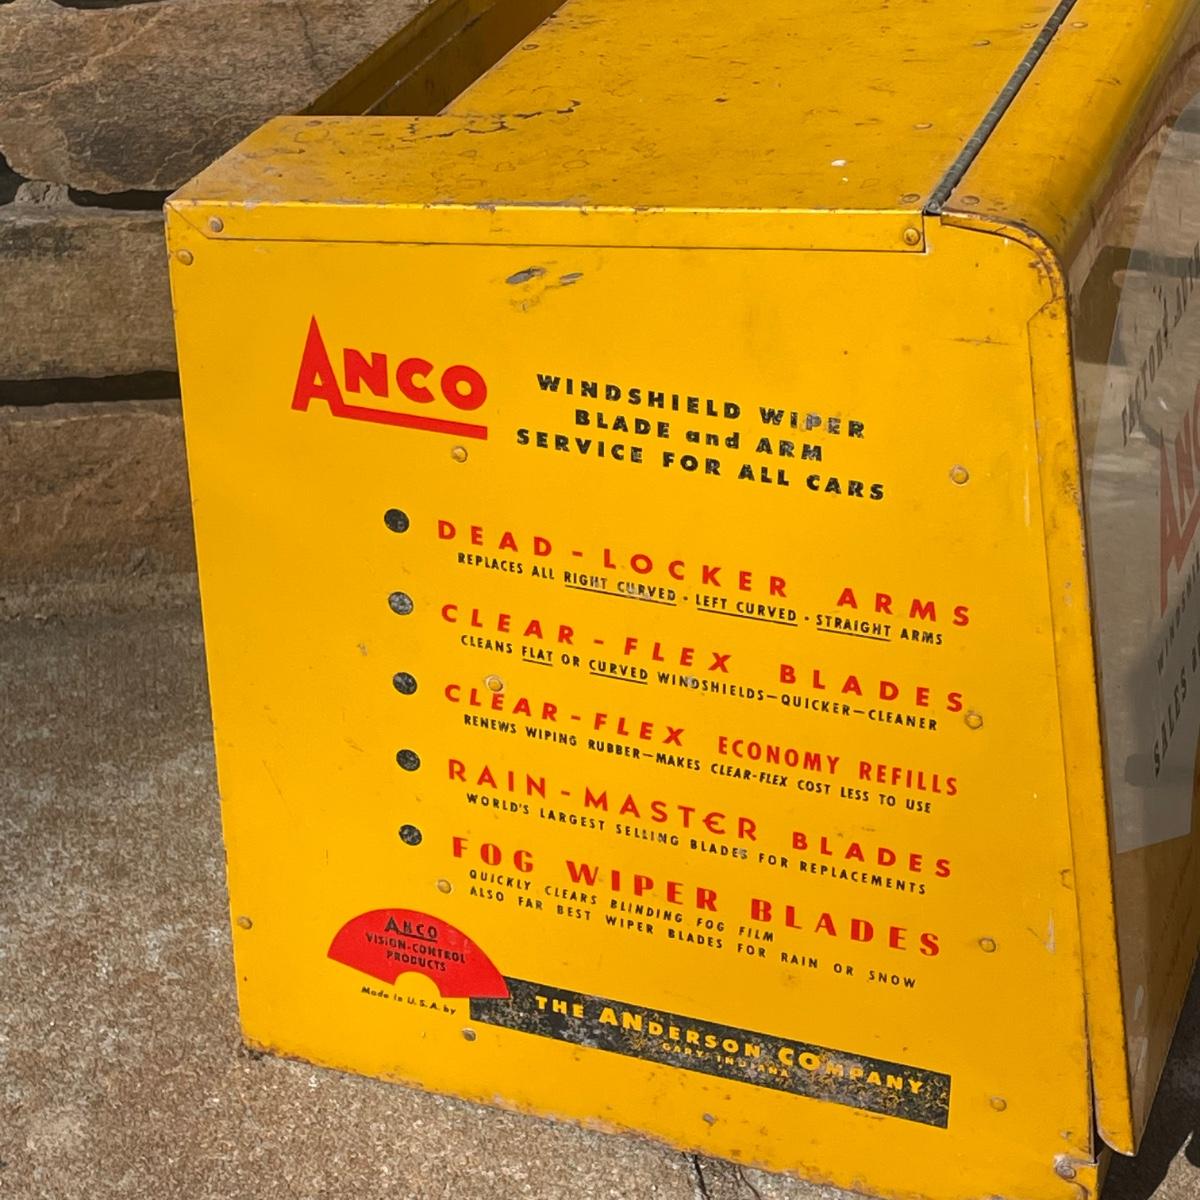 ANCO
WINDSHIELD WIPER
BLADE and ARM
SERVICE FOR ALL CARS
DEAD-LOCKER ARMS
REPLACES ALL RIGHT CURVED - LEFT CURVED - STRAIGHT ARMS
CLEAR-FLEX BLADES
CLEANS FLAT OR CURVED WINDSHIELDS—QUICKER—CLEANER
CLEAR-FLEX ECONOMY REFILLS
RENEWS WIPING RUBBER—MAKES CLEAR-FLEX COST LESS TO USE
RAIN-MASTER BLADES
WORLD'S LARGEST SELLING BLADES FOR REPLACEMENTS
FOG WIPER BLADES
QUICKLY CLEARS BLINDING FOG FILM
ALSO FAR BEST WIPER BLADES FOR RAIN OR SNOW
ANCO
VISION-CONTROL
PRODUCTS
Made in U.S.A. by
THE ANDERSON COMPANY
GARY, INDIANA
SALES